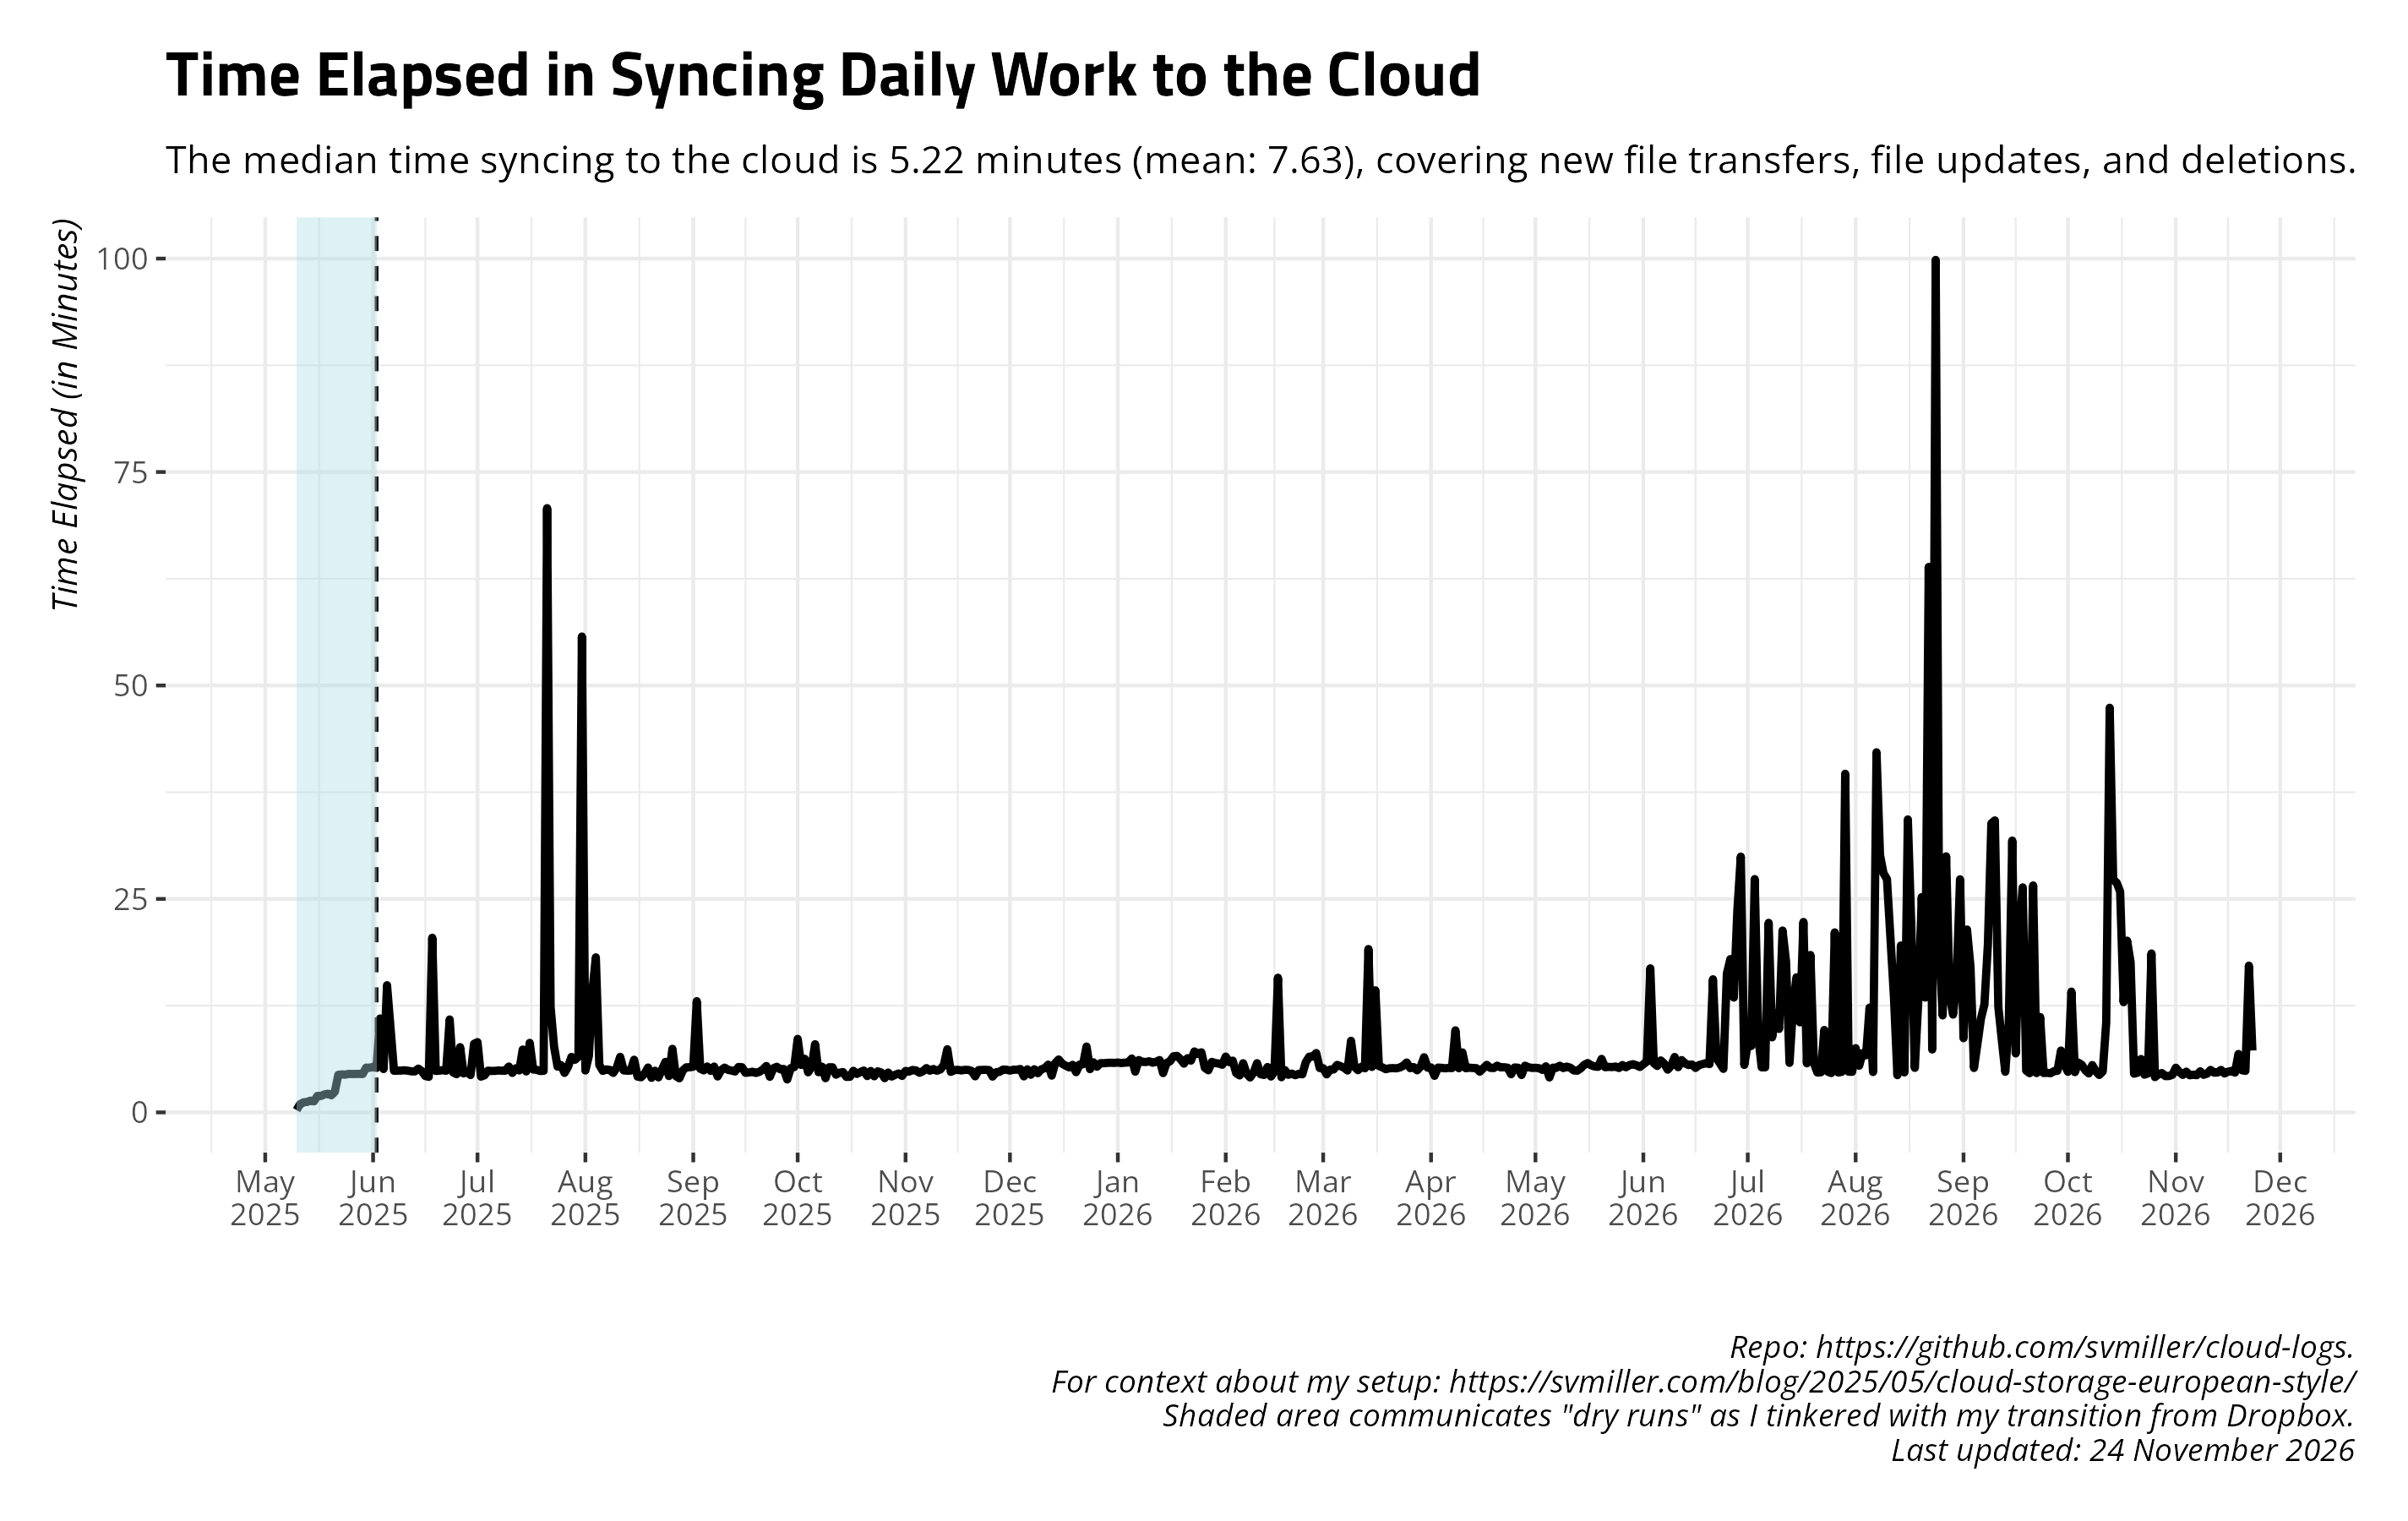 Time Elapsed in Syncing Daily Work to the Cloud
The median time syncing to the cloud is 5.22 minutes (mean: 7.63), covering new file transfers, file updates, and deletions.
Time Elapsed (in Minutes)
100
75
50
25
0
May Jun Jul Aug Sep Oct Nov Dec Jan Feb Mar Apr May Jun Jul Aug Sep Oct Nov Dec
2025 2025 2025 2025 2025 2025 2025 2025 2026 2026 2026 2026 2026 2026 2026 2026 2026 2026 2026 2026
Repo: https://github.com/svmiller/cloud-logs.
For context about my setup: https://svmiller.com/blog/2025/05/cloud-storage-european-style/
Shaded area communicates "dry runs" as I tinkered with my transition from Dropbox.
Last updated: 24 November 2026